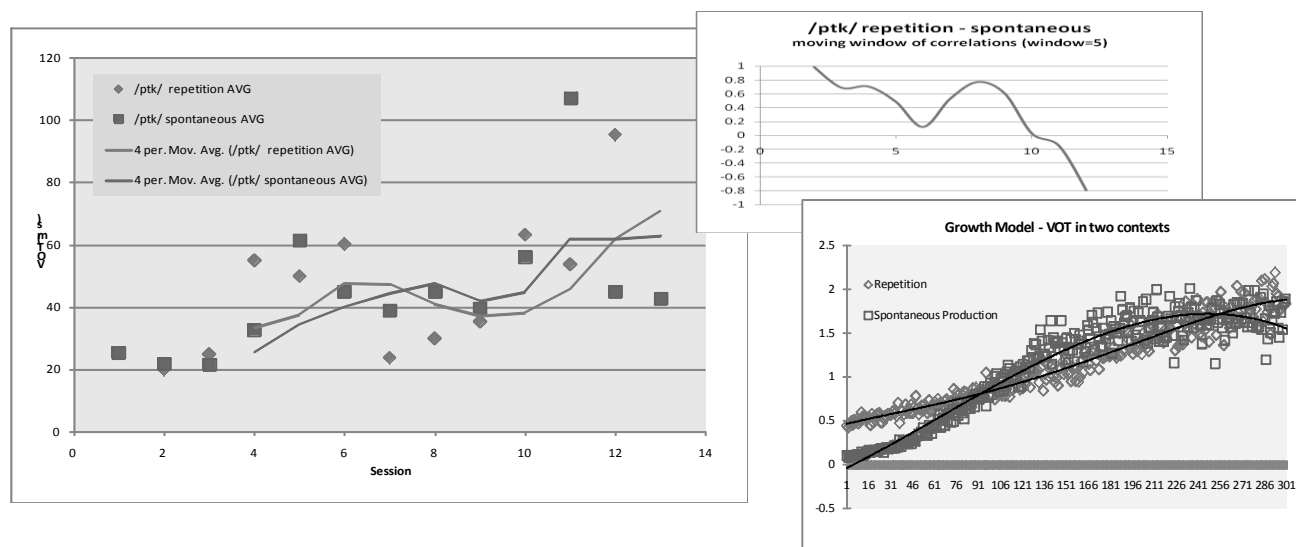 120
100
80
60
40
20
0
/ptk/ repetition AVG
/ptk/ spontaneous AVG
4 per. Mov. Avg. (/ptk/ repetition AVG)
4 per. Mov. Avg. (/ptk/ spontaneous AVG)
0 2 4 6 8 10 12 14
Session
/ptk/ repetition - spontaneous
moving window of correlations (window=5)
1
0.8
0.6
0.4
0.2
0
-0.2
-0.4
-0.6
-0.8
-1
0 5 10 15
Growth Model - VOT in two contexts
2.5
2
1.5
1
0.5
0
-0.5
Repetition
Spontaneous Production
1 16 31 46 61 76 91 106 121 136 151 166 181 196 211 226 241 256 271 286 301